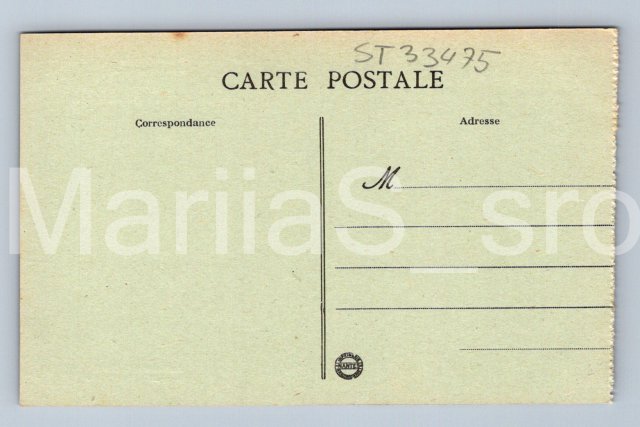 ST33475
CARTE POSTALE
Correspondance
Adresse
M
MariiaS_sro